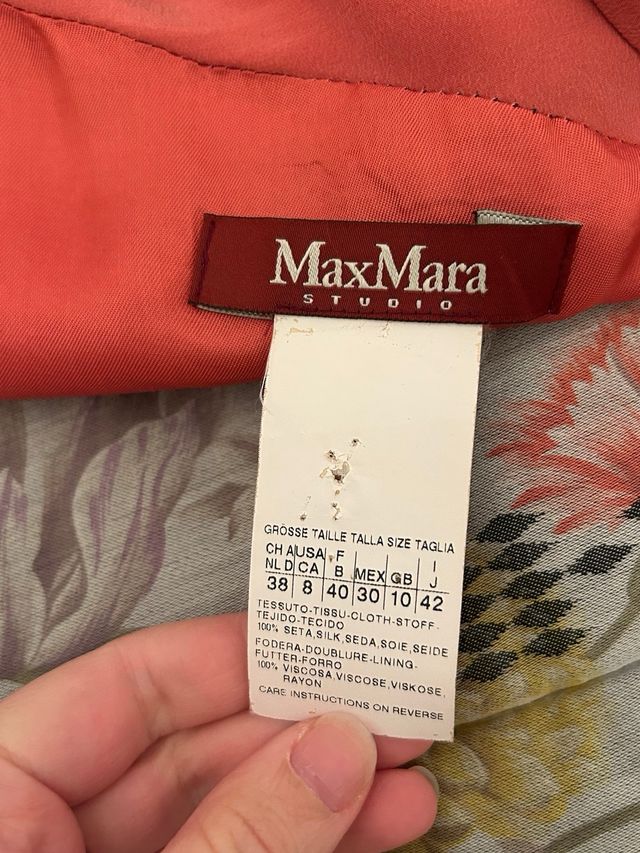 MaxMara
STUDIO
GRÖSSE TAILLE TALLA SIZE TAGLIA
CH A USA F I
NL D CA B MEX GB J
38 8 40 30 10 42
TESSUTO-TISSU-CLOTH-STOFF-
TEJIDO-TECIDO
100% SETA,SILK,SEDA,SOIE,SEIDE
FODERA-DOUBLURE-LINING-
FUTTER-FORRO
100% VISCOSA,VISCOSE,VISKOSE,
RAYON
CARE INSTRUCTIONS ON REVERSE